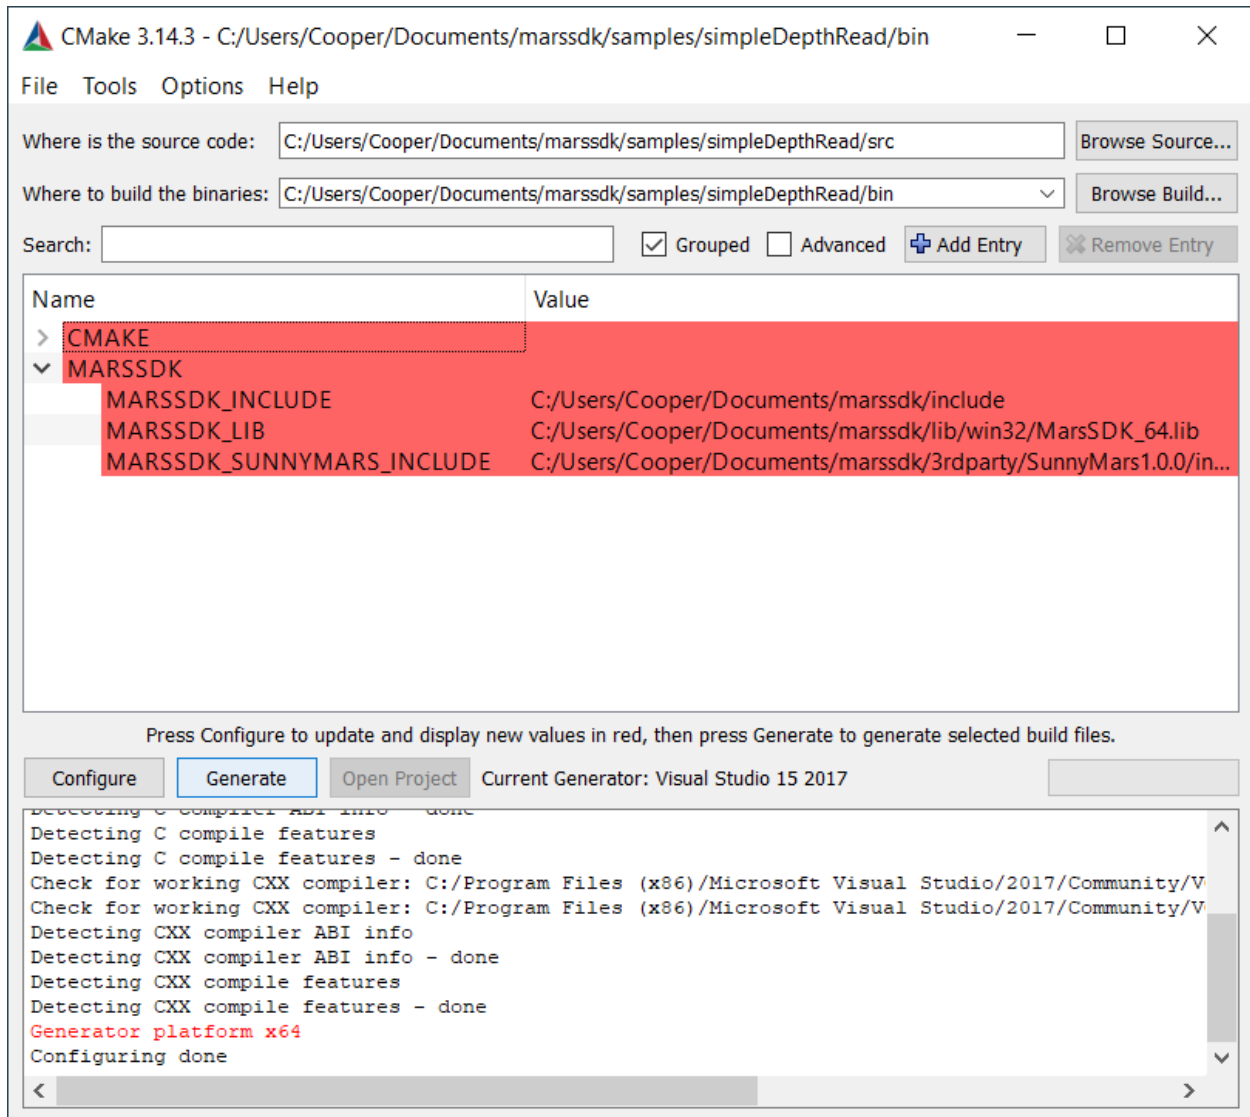 CMake 3.14.3 - C:/Users/Cooper/Documents/marssdk/samples/simpleDepthRead/bin
File Tools Options Help
Where is the source code: C:/Users/Cooper/Documents/marssdk/samples/simpleDepthRead/src Browse Source...
Where to build the binaries: C:/Users/Cooper/Documents/marssdk/samples/simpleDepthRead/bin Browse Build...
Search: Grouped Advanced Add Entry Remove Entry
Name Value
CMAKE
MARSSDK
MARSSDK_INCLUDE C:/Users/Cooper/Documents/marssdk/include
MARSSDK_LIB C:/Users/Cooper/Documents/marssdk/lib/win32/MarsSDK_64.lib
MARSSDK_SUNNYMARS_INCLUDE C:/Users/Cooper/Documents/marssdk/3rdparty/SunnyMars1.0.0/in...
Press Configure to update and display new values in red, then press Generate to generate selected build files.
Configure Generate Open Project Current Generator: Visual Studio 15 2017
Detecting C compiler ABI info - done
Detecting C compile features
Detecting C compile features - done
Check for working CXX compiler: C:/Program Files (x86)/Microsoft Visual Studio/2017/Community/V
Check for working CXX compiler: C:/Program Files (x86)/Microsoft Visual Studio/2017/Community/V
Detecting CXX compiler ABI info
Detecting CXX compiler ABI info - done
Detecting CXX compile features
Detecting CXX compile features - done
Generator platform x64
Configuring done